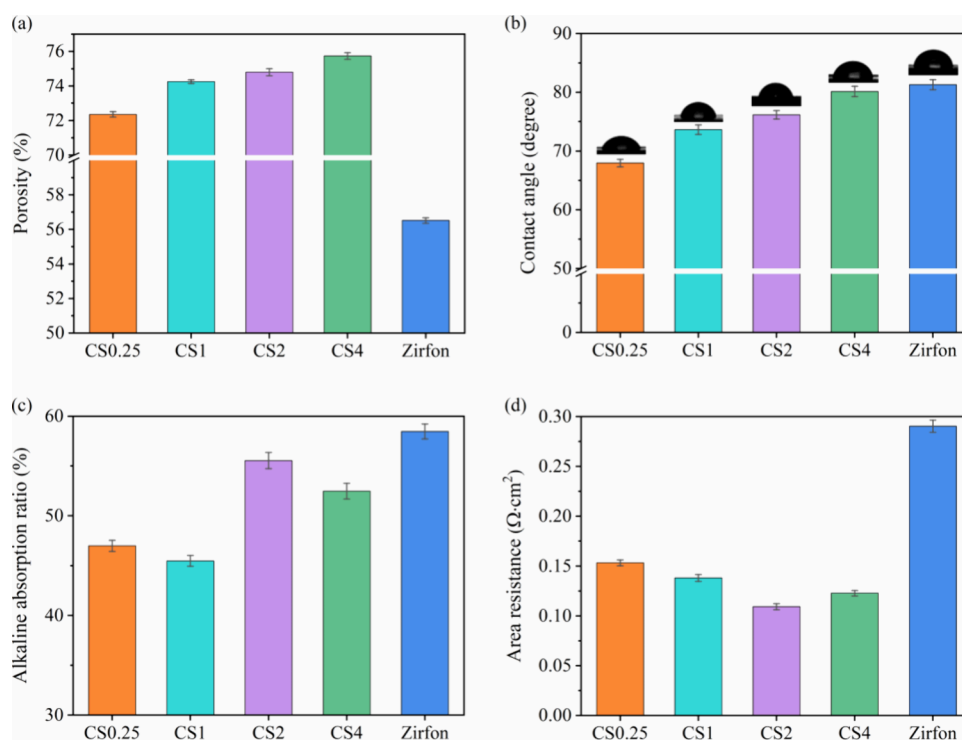 (a)
Porosity (%)
76
74
72
70
56
54
52
50
CS0.25 CS1 CS2 CS4 Zirfon
(b)
Contact angle (degree)
90
80
70
60
50
0
CS0.25 CS1 CS2 CS4 Zirfon
(c)
Alkaline absorption ratio (%)
60
50
40
30
CS0.25 CS1 CS2 CS4 Zirfon
(d)
Area resistance (Ω·cm²)
0.30
0.25
0.20
0.15
0.10
0.05
0.00
CS0.25 CS1 CS2 CS4 Zirfon